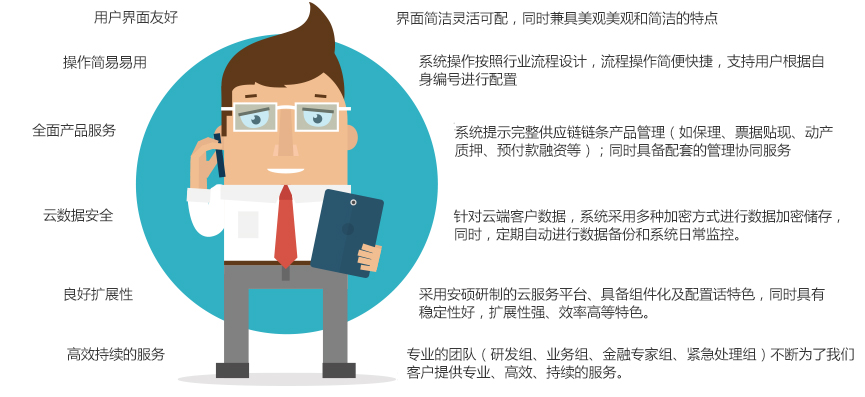 用户界面友好
界面简洁灵活可配，同时兼具美观美观和简洁的特点
操作简易易用
系统操作按照行业流程设计，流程操作简便快捷，支持用户根据自
身编号进行配置
全面产品服务
系统提示完整供应链链条产品管理（如保理、票据贴现、动产
质押、预付款融资等）；同时具备配套的管理协同服务
云数据安全
针对云端客户数据，系统采用多种加密方式进行数据加密储存，
同时，定期自动进行数据备份和系统日常监控。
良好扩展性
采用安硕研制的云服务平台、具备组件化及配置话特色，同时具有
稳定性好，扩展性强、效率高等特色。
高效持续的服务
专业的团队（研发组、业务组、金融专家组、紧急处理组）不断为了我们
客户提供专业、高效、持续的服务。